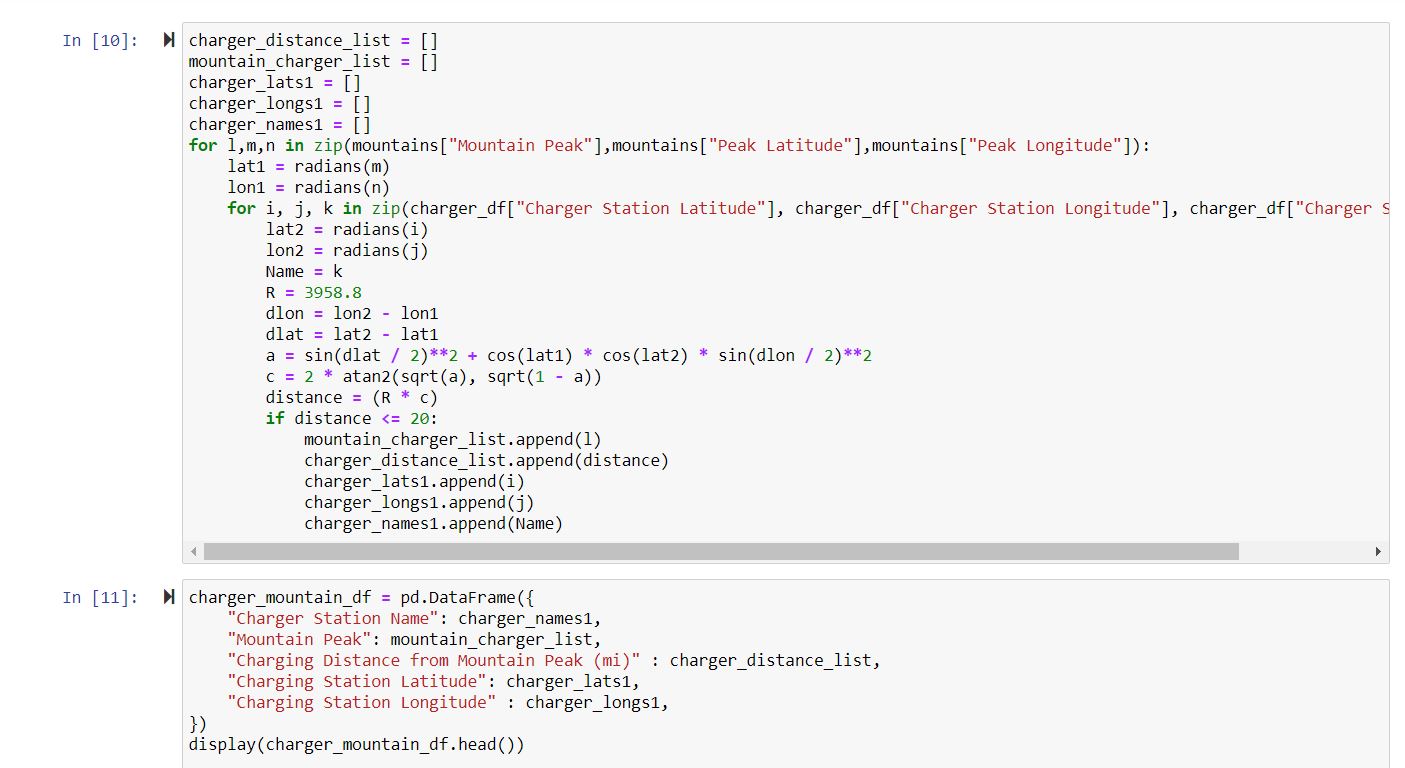 In [10]:
charger_distance_list = []
mountain_charger_list = []
charger_lats1 = []
charger_longs1 = []
charger_names1 = []
for l,m,n in zip(mountains["Mountain Peak"],mountains["Peak Latitude"],mountains["Peak Longitude"]):
    lat1 = radians(m)
    lon1 = radians(n)
    for i, j, k in zip(charger_df["Charger Station Latitude"], charger_df["Charger Station Longitude"], charger_df["Charger S
        lat2 = radians(i)
        lon2 = radians(j)
        Name = k
        R = 3958.8
        dlon = lon2 - lon1
        dlat = lat2 - lat1
        a = sin(dlat / 2)**2 + cos(lat1) * cos(lat2) * sin(dlon / 2)**2
        c = 2 * atan2(sqrt(a), sqrt(1 - a))
        distance = (R * c)
        if distance <= 20:
            mountain_charger_list.append(l)
            charger_distance_list.append(distance)
            charger_lats1.append(i)
            charger_longs1.append(j)
            charger_names1.append(Name)
In [11]:
charger_mountain_df = pd.DataFrame({
    "Charger Station Name": charger_names1,
    "Mountain Peak": mountain_charger_list,
    "Charging Distance from Mountain Peak (mi)" : charger_distance_list,
    "Charging Station Latitude": charger_lats1,
    "Charging Station Longitude" : charger_longs1,
})
display(charger_mountain_df.head())